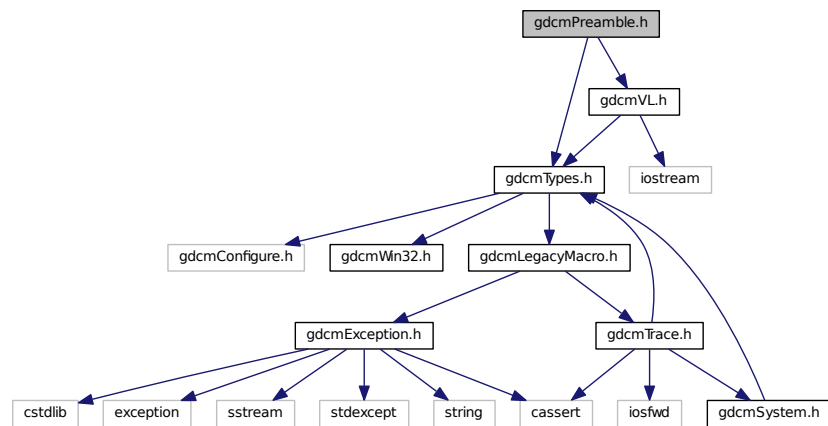 gdcmPreamble.h
gdcmVL.h
gdcmTypes.h
iostream
gdcmConfigure.h
gdcmWin32.h
gdcmLegacyMacro.h
gdcmException.h
gdcmTrace.h
cstdlib
exception
sstream
stdexcept
string
cassert
iosfwd
gdcmSystem.h